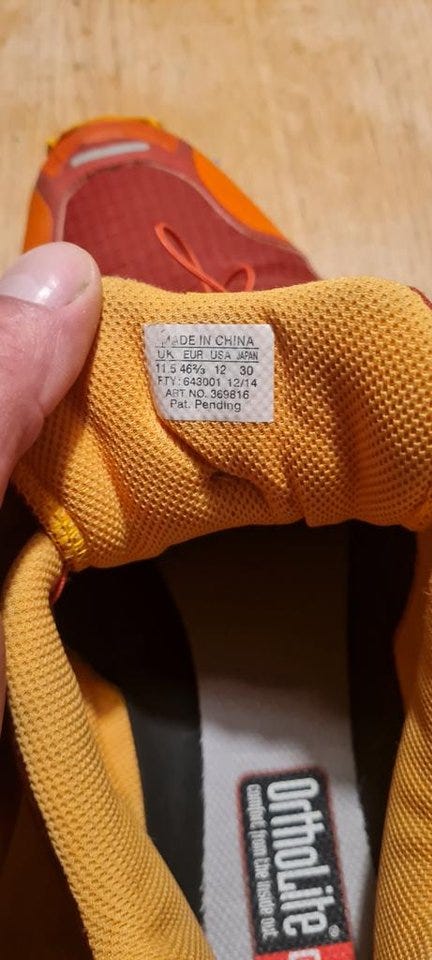 MADE IN CHINA
UK EUR USA JAPAN
11.5 46⅔ 12 30
FTY: 643001 12/14
ART NO. 369816
Pat. Pending
OrthoLite®
comfort from the inside out.